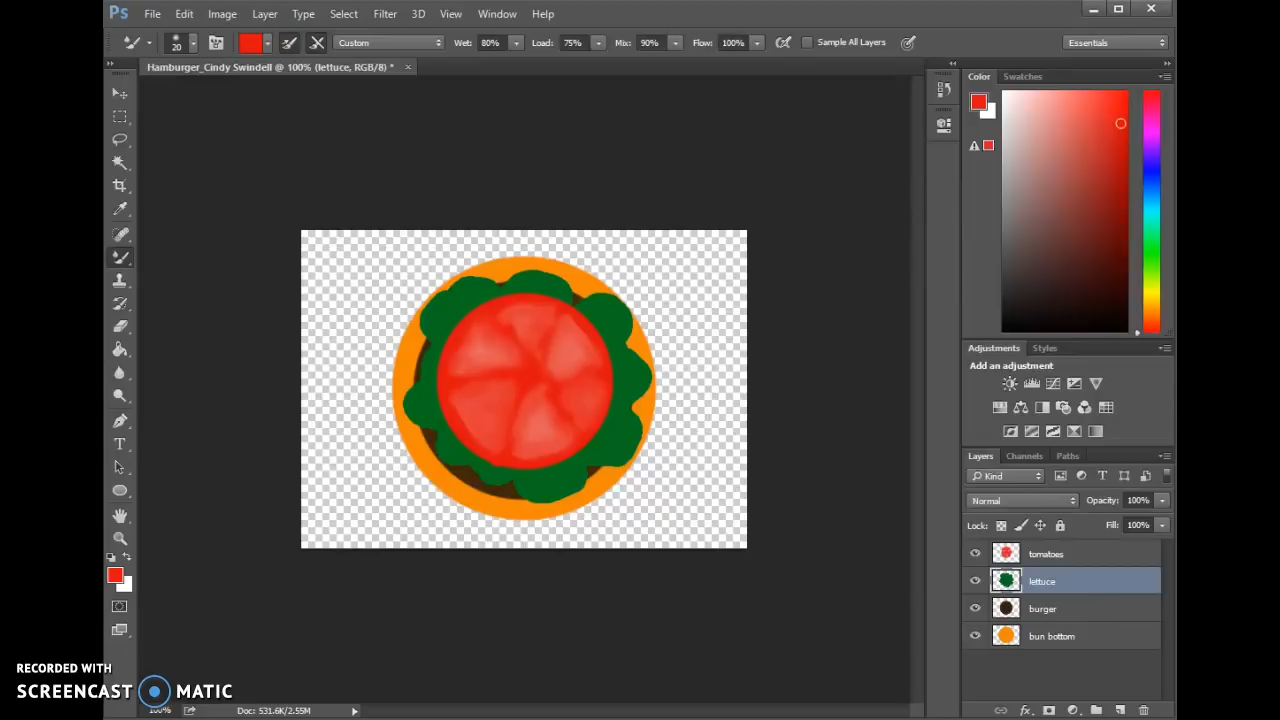 Ps File Edit Image Layer Type Select Filter 3D View Window Help
20 Custom Wet: 80% Load: 75% Mix: 90% Flow: 100% Sample All Layers Essentials
Hamburger_Cindy Swindell @ 100% (lettuce, RGB/8) * ×
Color Swatches
Adjustments Styles
Add an adjustment
Layers Channels Paths
Kind
Normal Opacity: 100%
Lock: Fill: 100%
tomatoes
lettuce
burger
bun bottom
RECORDED WITH
SCREENCAST MATIC
100% Doc: 531.6K/2.55M